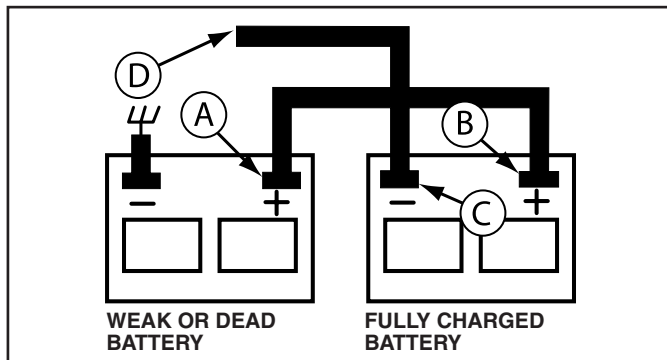 D
A
B
− + − +
C
WEAK OR DEAD
BATTERY
FULLY CHARGED
BATTERY